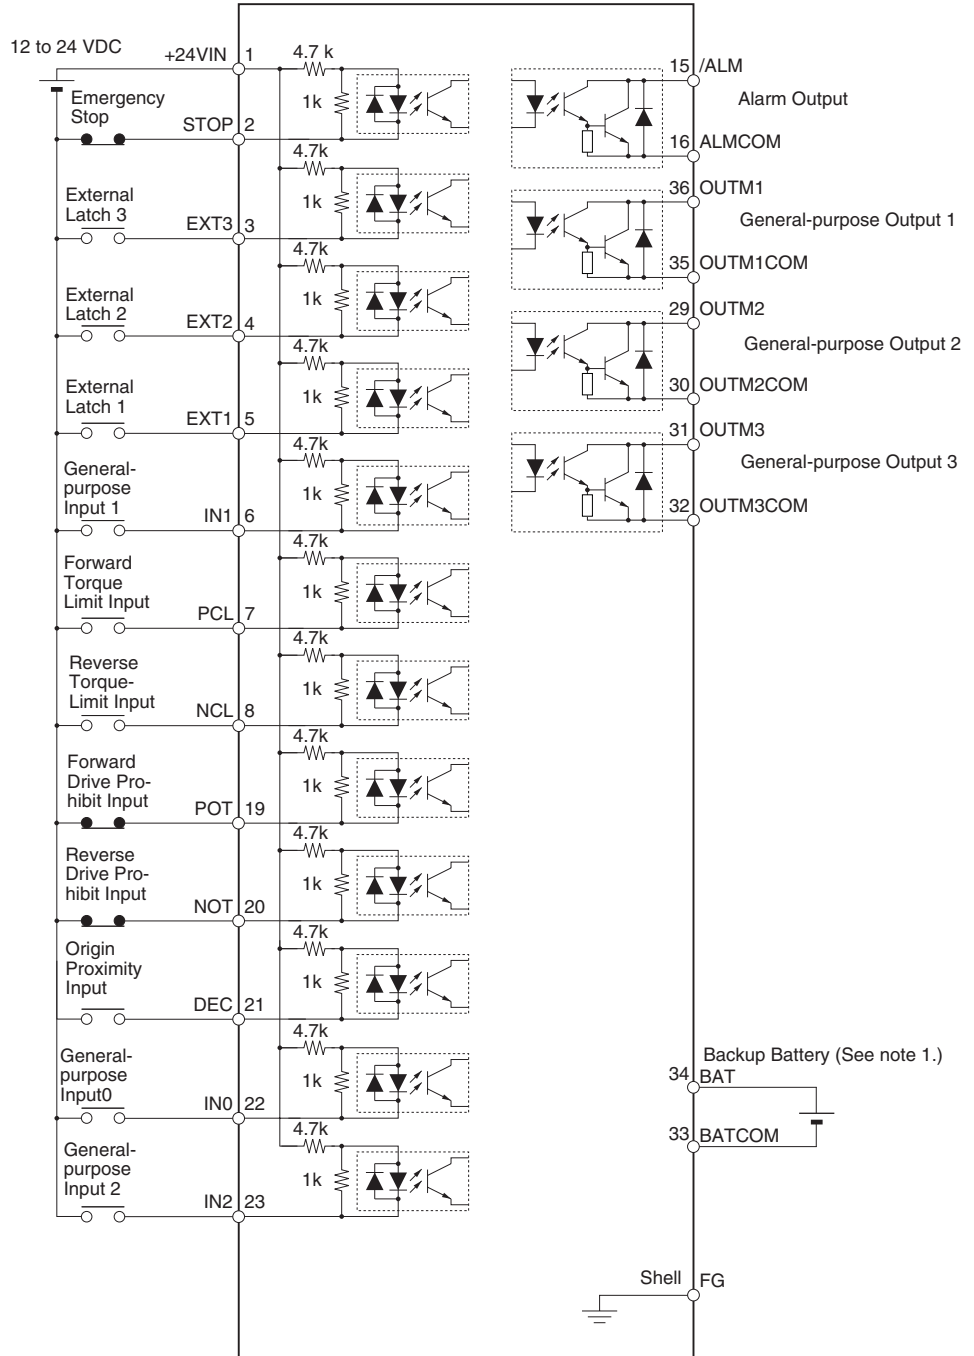 12 to 24 VDC
+24VIN 1
4.7 k
1k
Emergency
Stop
STOP 2
4.7k
1k
External
Latch 3
EXT3 3
4.7k
1k
External
Latch 2
EXT2 4
4.7k
1k
External
Latch 1
EXT1 5
4.7k
1k
General-
purpose
Input 1
IN1 6
4.7k
1k
Forward
Torque
Limit Input
PCL 7
4.7k
1k
Reverse
Torque-
Limit Input
NCL 8
4.7k
1k
Forward
Drive Pro-
hibit Input
POT 19
4.7k
1k
Reverse
Drive Pro-
hibit Input
NOT 20
4.7k
1k
Origin
Proximity
Input
DEC 21
4.7k
1k
General-
purpose
Input0
IN0 22
4.7k
1k
General-
purpose
Input 2
IN2 23
15 /ALM
Alarm Output
16 ALMCOM
36 OUTM1
General-purpose Output 1
35 OUTM1COM
29 OUTM2
General-purpose Output 2
30 OUTM2COM
31 OUTM3
General-purpose Output 3
32 OUTM3COM
Backup Battery (See note 1.)
34 BAT
33 BATCOM
Shell FG